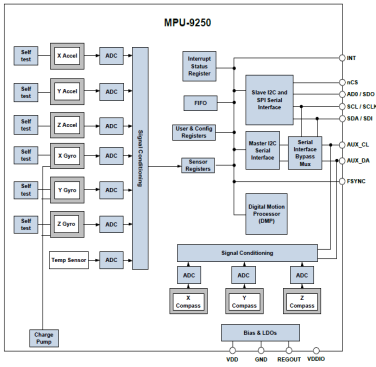 MPU-9250
Self
test
X Accel
ADC
Self
test
Y Accel
ADC
Self
test
Z Accel
ADC
Self
test
X Gyro
ADC
Self
test
Y Gyro
ADC
Self
test
Z Gyro
ADC
Temp Sensor
ADC
Signal Conditioning
Charge
Pump
Interrupt
Status
Register
FIFO
User & Config
Registers
Sensor
Registers
Slave I2C and
SPI Serial
Interface
Master I2C
Serial
Interface
Serial
Interface
Bypass
Mux
Digital Motion
Processor
(DMP)
Signal Conditioning
ADC
ADC
ADC
X
Compass
Y
Compass
Z
Compass
Bias & LDOs
INT
nCS
AD0 / SDO
SCL / SCLK
SDA / SDI
AUX_CL
AUX_DA
FSYNC
VDD
GND
REGOUT
VDDIO